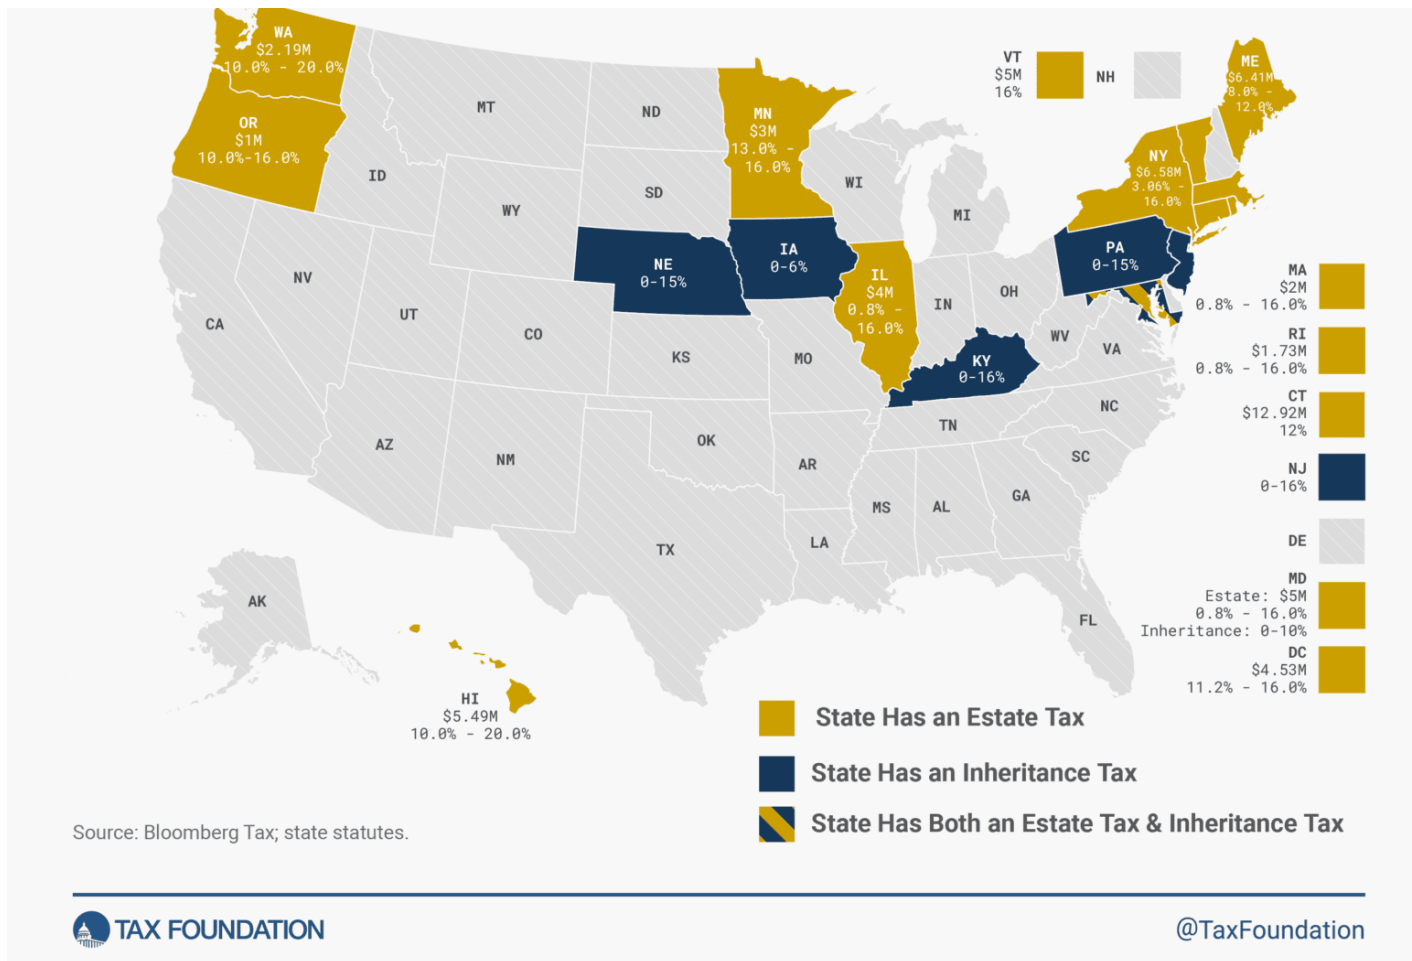 WA
$2.19M
10.0% - 20.0%
OR
$1M
10.0%-16.0%
MT
ID
WY
ND
SD
MN
$3M
13.0% -
16.0%
WI
MI
VT
$5M
16%
NH
ME
$6.41M
8.0% -
12.0%
NY
$6.58M
3.06% -
16.0%
NE
0-15%
IA
0-6%
IL
$4M
0.8% -
16.0%
IN
OH
PA
0-15%
CA
NV
UT
CO
KS
MO
KY
0-16%
WV
VA
MA
$2M
0.8% - 16.0%
RI
$1.73M
0.8% - 16.0%
CT
$12.92M
12%
NJ
0-16%
DE
MD
Estate: $5M
0.8% - 16.0%
Inheritance: 0-10%
DC
$4.53M
11.2% - 16.0%
AZ
NM
OK
AR
TN
NC
SC
MS
AL
GA
TX
LA
FL
AK
HI
$5.49M
10.0% - 20.0%
State Has an Estate Tax
State Has an Inheritance Tax
State Has Both an Estate Tax & Inheritance Tax
Source: Bloomberg Tax; state statutes.
TAX FOUNDATION
@TaxFoundation